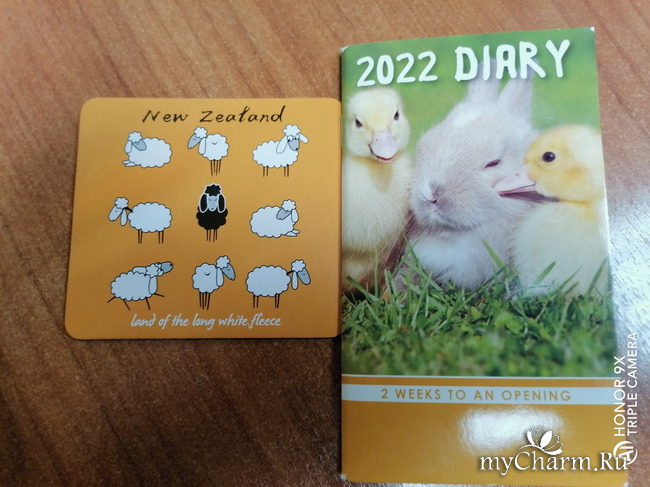 New Zealand
land of the long white fleece
2022 DIARY
2 WEEKS TO AN OPENING
HONOR 9X
TRIPLE CAMERA
myCharm.Ru